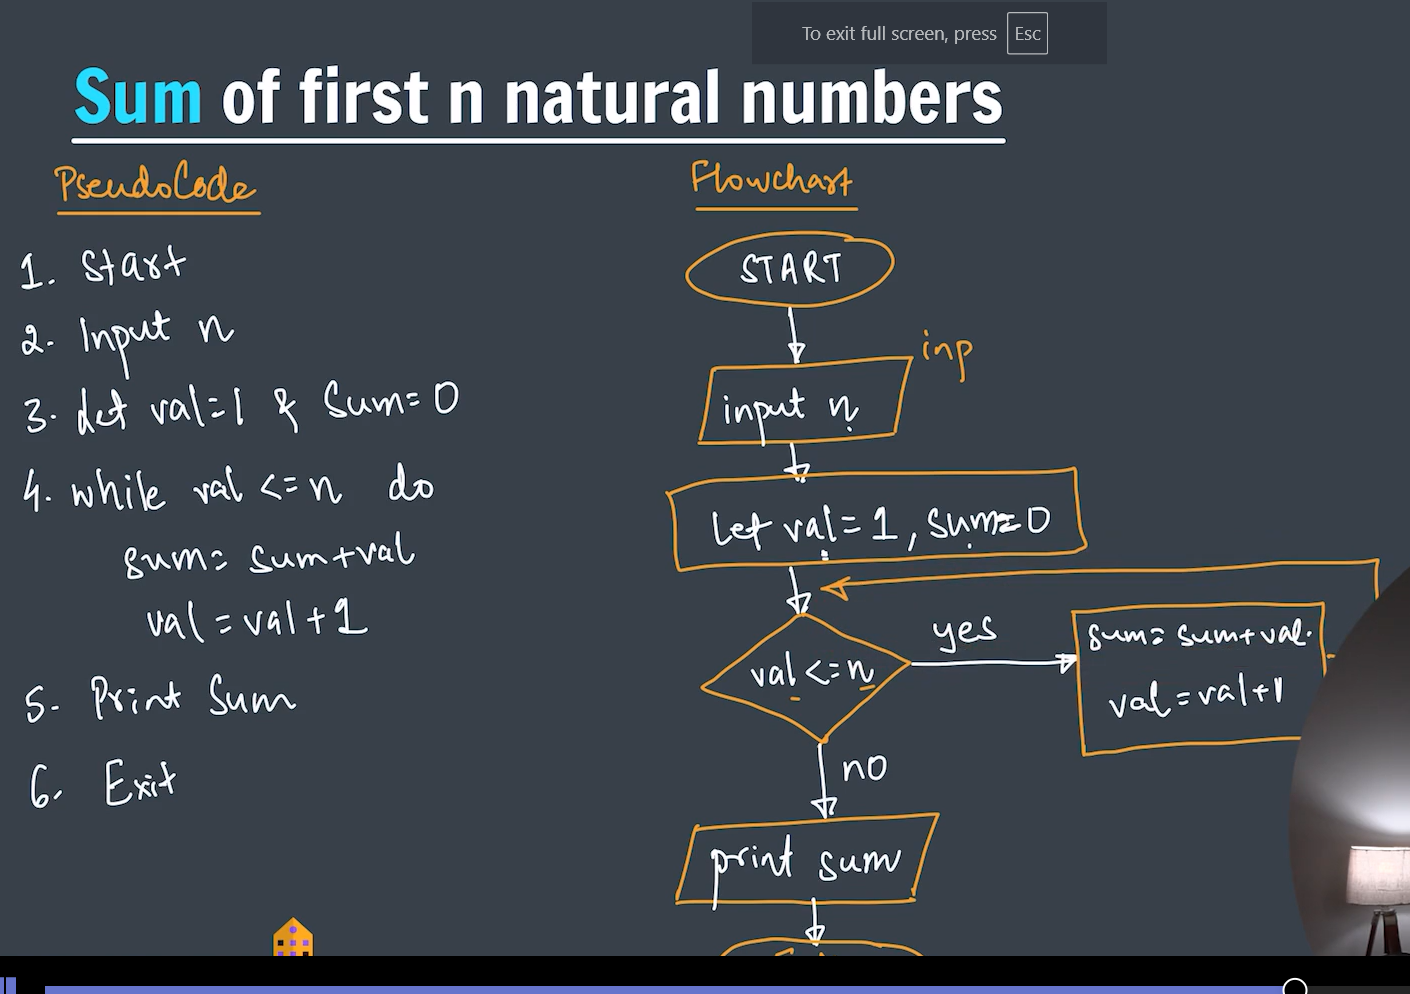 To exit full screen, press Esc
Sum of first n natural numbers
PseudoCode
1. Start
2. Input n
3. Let val=1 & Sum=0
4. while val <=n do
sum= sum+val
val=val+1
5. Print Sum
6. Exit
Flowchart
START
inp
input n
Let val=1, sum=0
val <=n
yes
sum= sum+val.
val=val+1
no
print sum